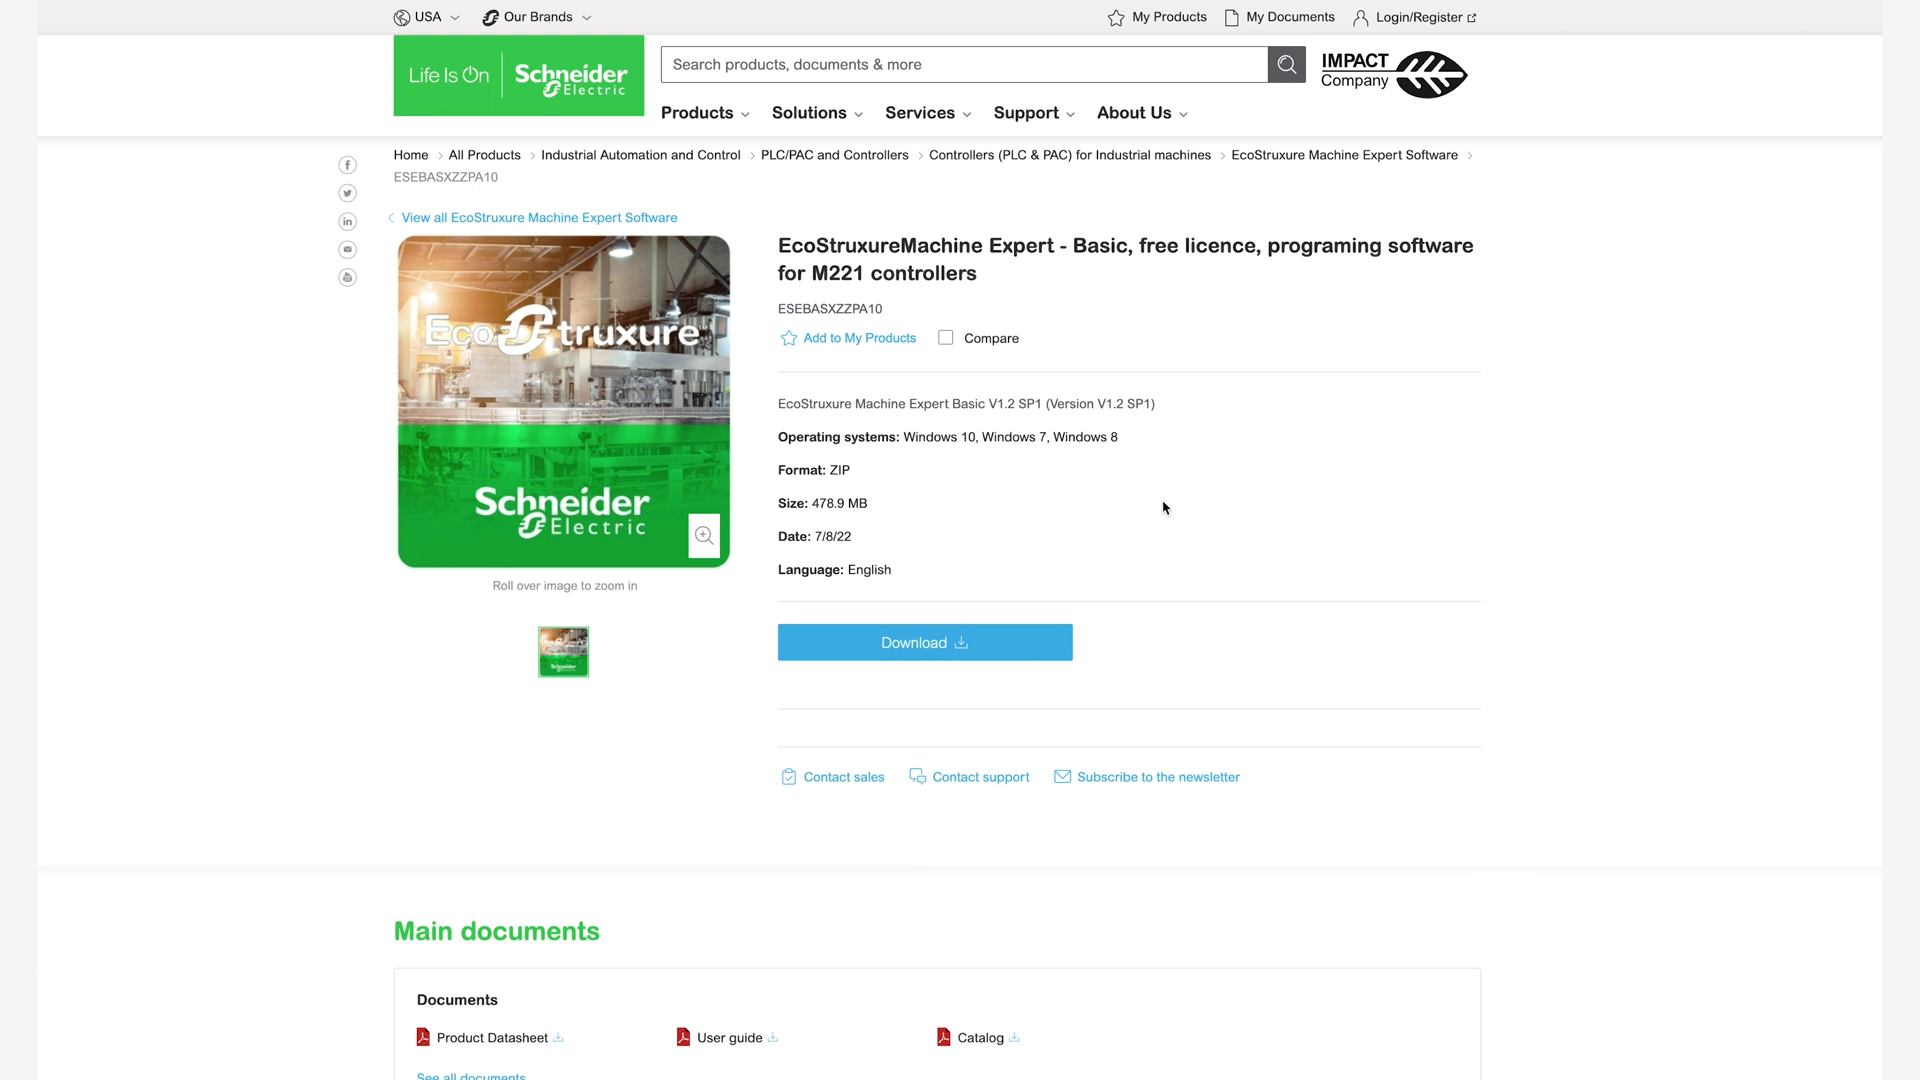 USA
Our Brands
My Products
My Documents
Login/Register
Life Is On
Schneider
Electric
Search products, documents & more
IMPACT
Company
Products
Solutions
Services
Support
About Us
Home
All Products
Industrial Automation and Control
PLC/PAC and Controllers
Controllers (PLC & PAC) for Industrial machines
EcoStruxure Machine Expert Software
ESEBASXZZPA10
View all EcoStruxure Machine Expert Software
EcoStruxure
Schneider
Electric
Roll over image to zoom in
Schneider
EcoStruxureMachine Expert - Basic, free licence, programing software
for M221 controllers
ESEBASXZZPA10
Add to My Products
Compare
EcoStruxure Machine Expert Basic V1.2 SP1 (Version V1.2 SP1)
Operating systems: Windows 10, Windows 7, Windows 8
Format: ZIP
Size: 478.9 MB
Date: 7/8/22
Language: English
Download
Contact sales
Contact support
Subscribe to the newsletter
Main documents
Documents
Product Datasheet
User guide
Catalog
See all documents